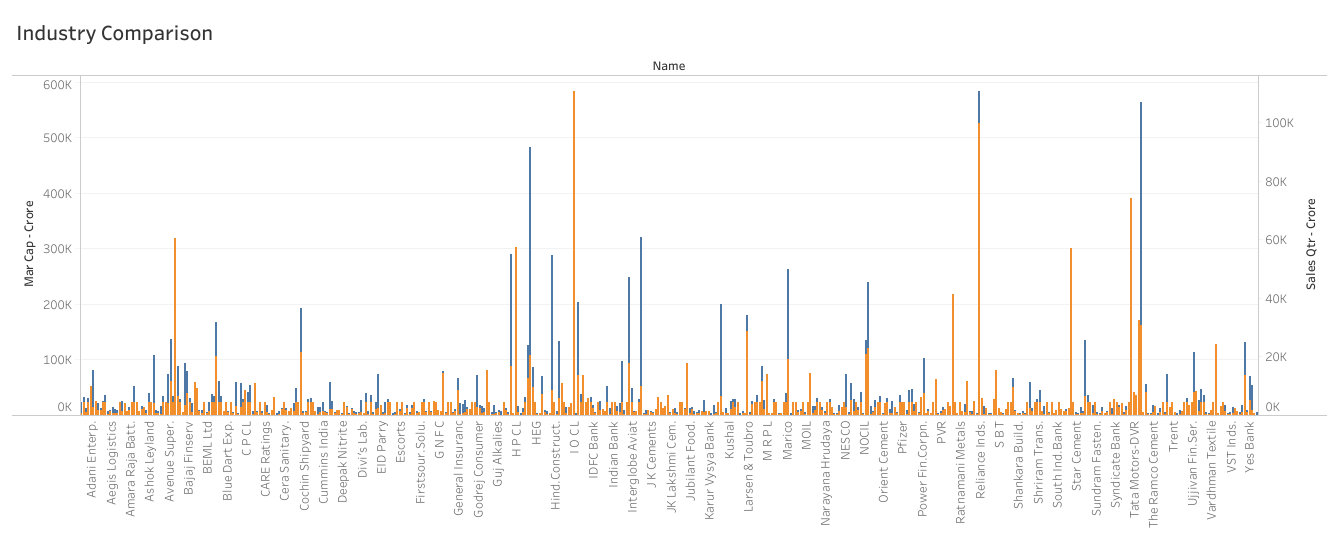 Industry Comparison
Name
600K
500K
400K
300K
200K
100K
0K
Mar Cap - Crore
100K
80K
60K
40K
20K
0K
Sales Qtr - Crore
Adani Enterp.
Aegis Logistics
Amara Raja Batt.
Ashok Leyland
Avenue Super.
Bajaj Finserv
BEML Ltd
Blue Dart Exp.
C P C L
CARE Ratings
Cera Sanitary.
Cochin Shipyard
Cummins India
Deepak Nitrite
Divi's Lab.
EID Parry
Escorts
Firstsour.Solu.
G N F C
General Insuranc
Godrej Consumer
Guj Alkalies
H P C L
HEG
Hind.Construct.
I O C L
IDFC Bank
Indian Bank
Interglobe Aviat
J K Cements
JK Lakshmi Cem.
Jubilant Food.
Karur Vysya Bank
Kushal
Larsen & Toubro
M R P L
Marico
MOIL
Narayana Hrudaya
NESCO
NOCIL
Orient Cement
Pfizer
Power Fin.Corpn.
PVR
Ratnamani Metals
Reliance Inds.
S B T
Shankara Build.
Shriram Trans.
South Ind.Bank
Star Cement
Sundram Fasten.
Syndicate Bank
Tata Motors-DVR
The Ramco Cement
Trent
Ujjivan Fin.Ser.
Vardhman Textile
VST Inds.
Yes Bank